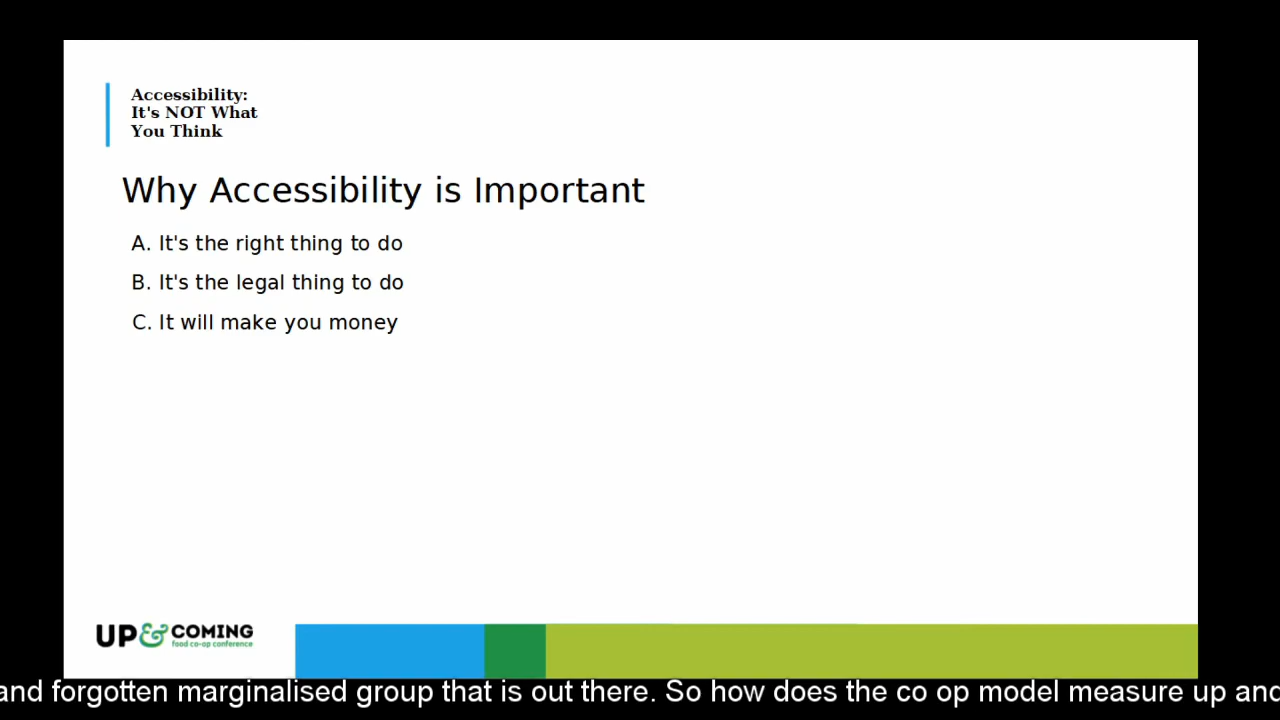 Accessibility:
It's NOT What
You Think
Why Accessibility is Important
A. It's the right thing to do
B. It's the legal thing to do
C. It will make you money
UP & COMING
food co-op conference
and forgotten marginalised group that is out there. So how does the co op model measure up and